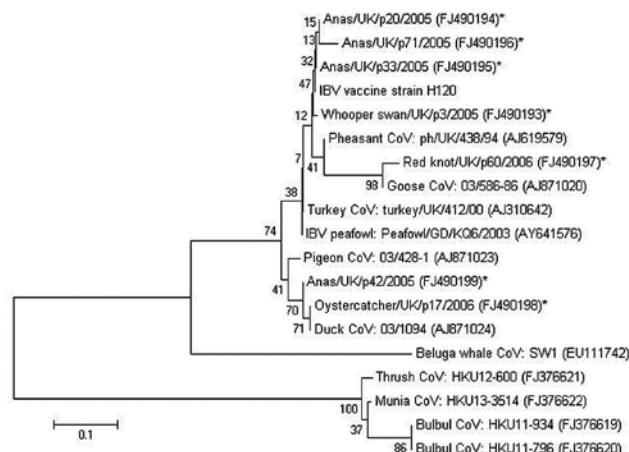 15 Anas/UK/p20/2005 (FJ490194)*
13 Anas/UK/p71/2005 (FJ490196)*
32 Anas/UK/p33/2005 (FJ490195)*
47 IBV vaccine strain H120
12 Whooper swan/UK/p3/2005 (FJ490193)*
Pheasant CoV: ph/UK/438/94 (AJ619579)
7 41 Red knot/UK/p60/2006 (FJ490197)*
98 Goose CoV: 03/586-86 (AJ871020)
38 Turkey CoV: turkey/UK/412/00 (AJ310642)
74 IBV peafowl: Peafowl/GD/KQ6/2003 (AY641576)
Pigeon CoV: 03/428-1 (AJ871023)
41 Anas/UK/p42/2005 (FJ490199)*
70 Oystercatcher/UK/p17/2006 (FJ490198)*
71 Duck CoV: 03/1094 (AJ871024)
Beluga whale CoV: SW1 (EU111742)
Thrush CoV: HKU12-600 (FJ376621)
100 Munia CoV: HKU13-3514 (FJ376622)
37 Bulbul CoV: HKU11-934 (FJ376619)
86 Bulbul CoV: HKU11-796 (FJ376620)
0.1